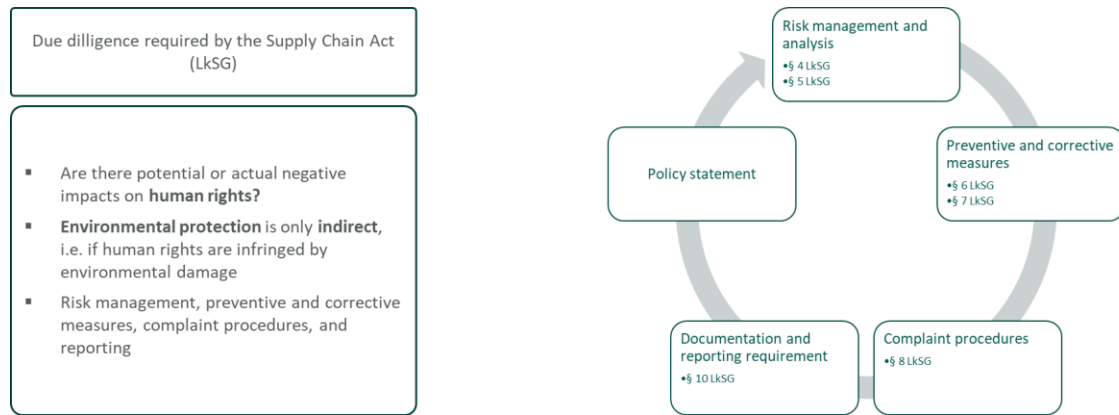 Due dilligence required by the Supply Chain Act
(LkSG)
▪ Are there potential or actual negative
impacts on human rights?
▪ Environmental protection is only indirect,
i.e. if human rights are infringed by
environmental damage
▪ Risk management, preventive and corrective
measures, complaint procedures, and
reporting
Risk management and
analysis
•§ 4 LkSG
•§ 5 LkSG
Preventive and corrective
measures
•§ 6 LkSG
•§ 7 LkSG
Complaint procedures
•§ 8 LkSG
Documentation and
reporting requirement
•§ 10 LkSG
Policy statement